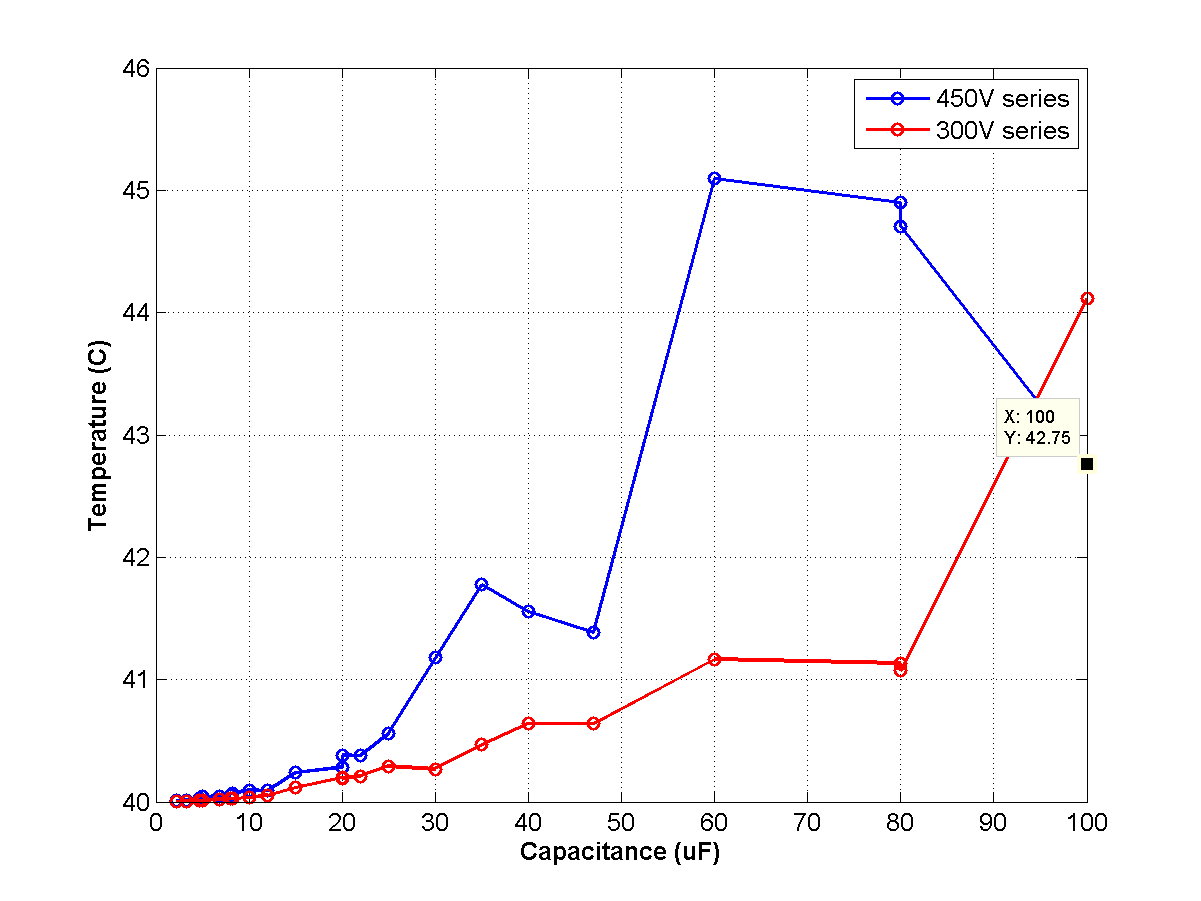 46
45
44
43
42
41
40
0 10 20 30 40 50 60 70 80 90 100
Temperature (C)
Capacitance (uF)
450V series
300V series
X: 100
Y: 42.75